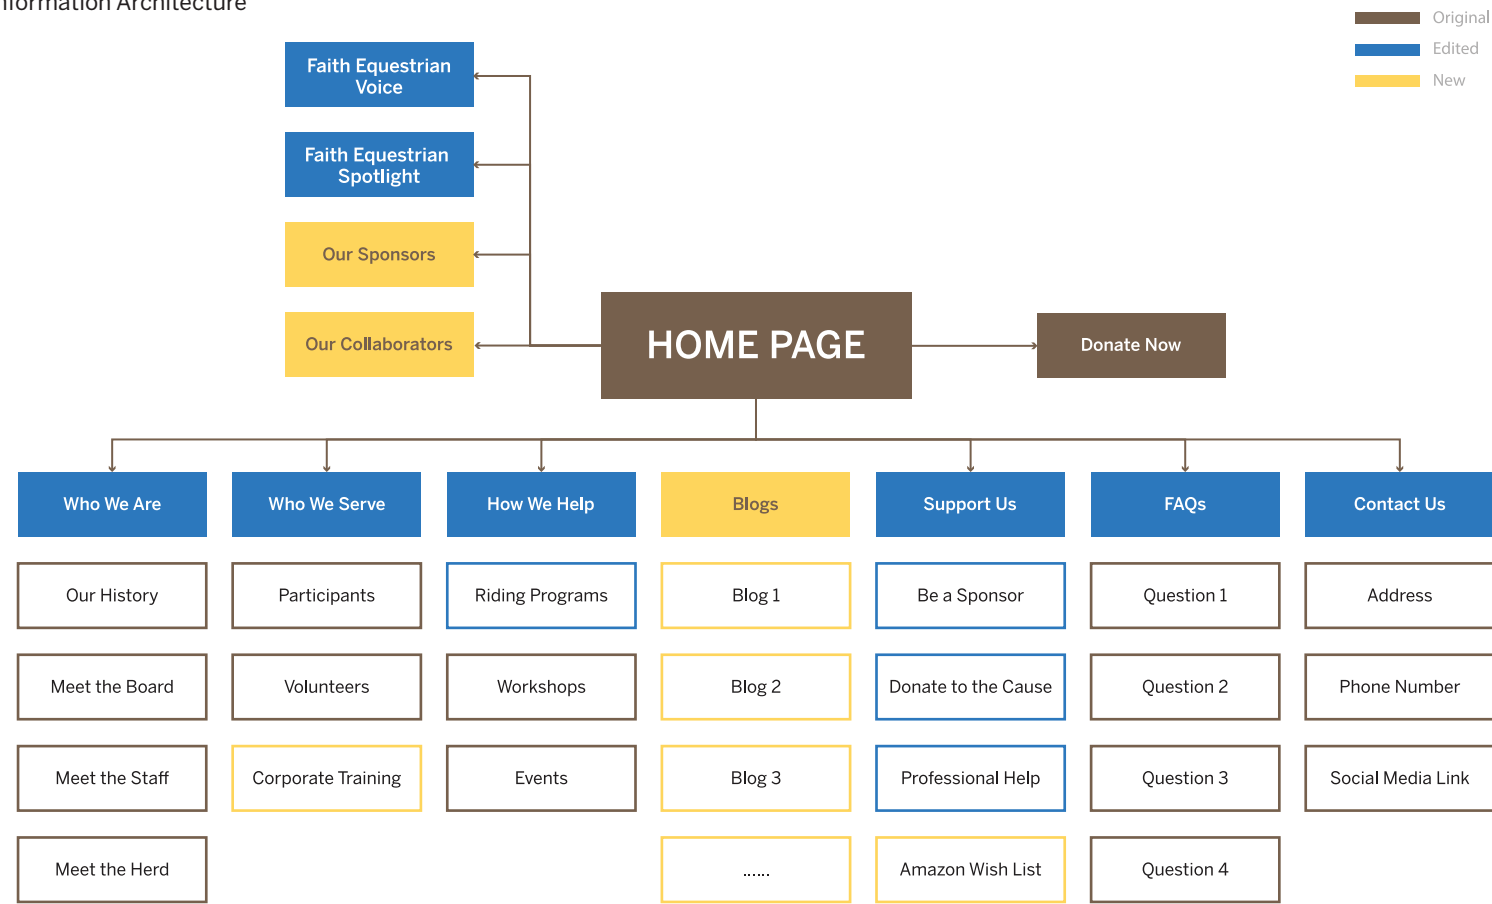 Information Architecture
Original
Edited
New
Faith Equestrian
Voice
Faith Equestrian
Spotlight
Our Sponsors
Our Collaborators
HOME PAGE
Donate Now
Who We Are
Who We Serve
How We Help
Blogs
Support Us
FAQs
Contact Us
Our History
Participants
Riding Programs
Blog 1
Be a Sponsor
Question 1
Address
Meet the Board
Volunteers
Workshops
Blog 2
Donate to the Cause
Question 2
Phone Number
Meet the Staff
Corporate Training
Events
Blog 3
Professional Help
Question 3
Social Media Link
Meet the Herd
......
Amazon Wish List
Question 4